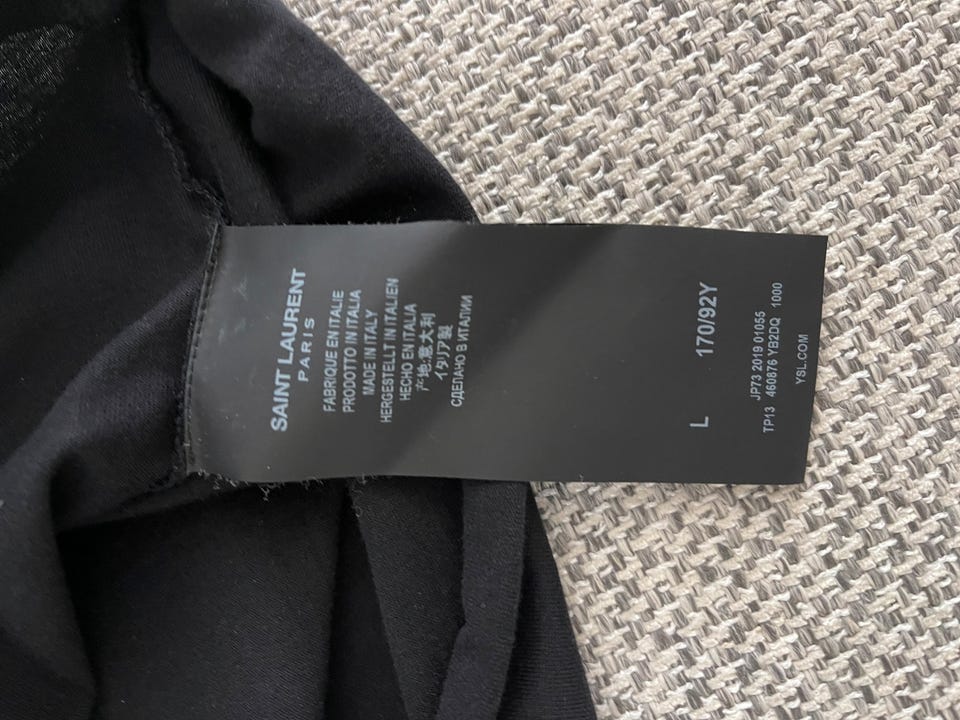 SAINT LAURENT
PARIS
FABRIQUE EN ITALIE
PRODOTTO IN ITALIA
MADE IN ITALY
HERGESTELLT IN ITALIEN
HECHO EN ITALIA
产地:意大利
イタリア製
СДЕЛАНО В ИТАЛИИ
L 170/92Y
JP73 2019 01055
TP13 460876 YB2DQ 1000
YSL.COM